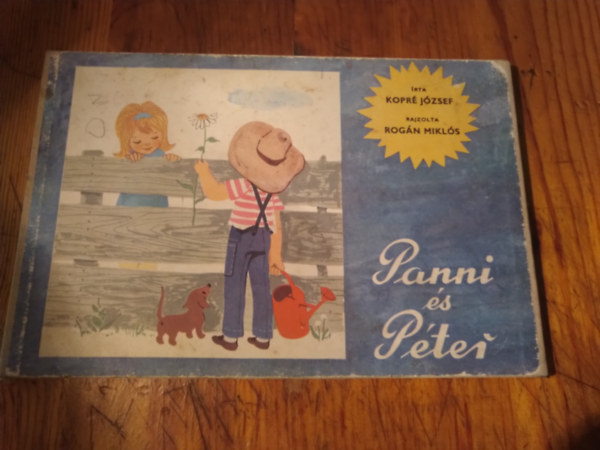 ÍRTA
KOPRÉ JÓZSEF
RAJZOLTA
ROGÁN MIKLÓS
Panni
és
Péter